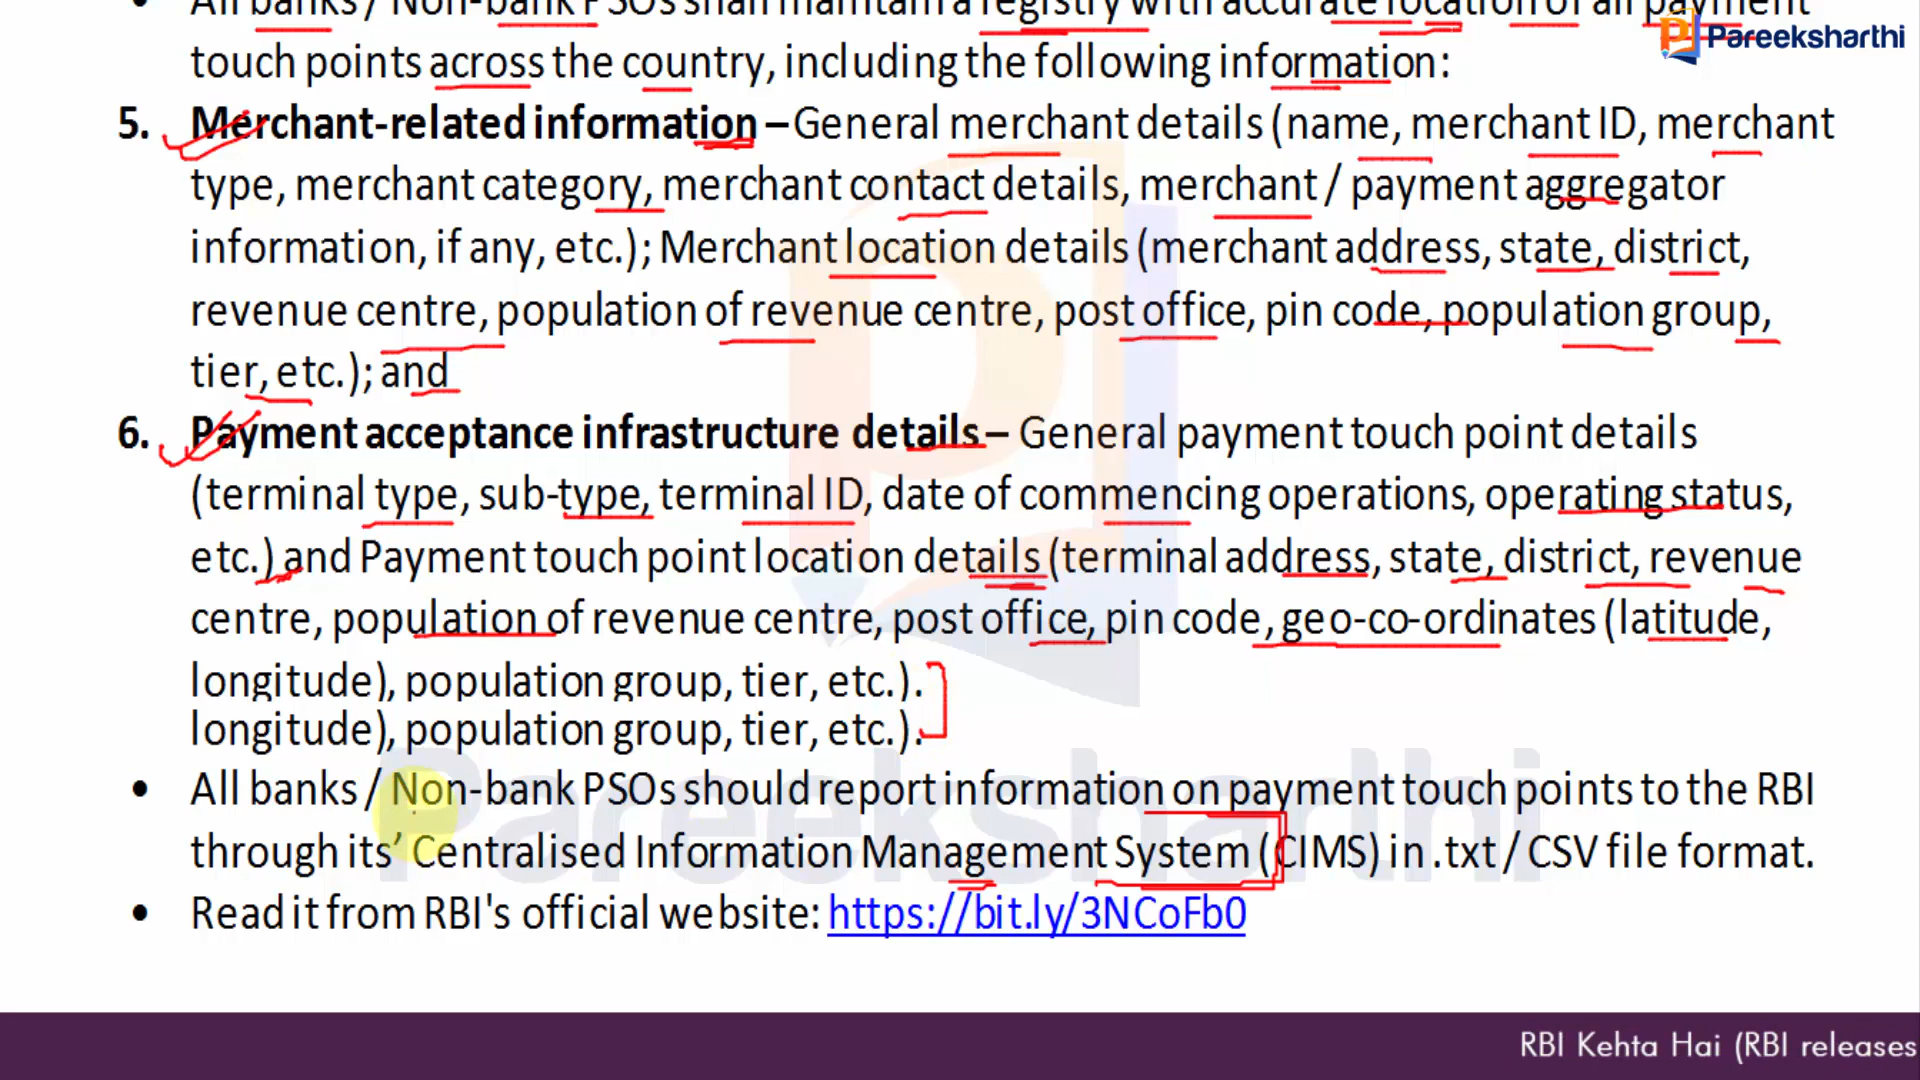 • All banks / Non-bank PSOs shall maintain a registry with accurate location of all payment
Pareeksharthi
touch points across the country, including the following information:
5. Merchant-related information –General merchant details (name, merchant ID, merchant
type, merchant category, merchant contact details, merchant / payment aggregator
information, if any, etc.); Merchant location details (merchant address, state, district,
revenue centre, population of revenue centre, post office, pin code, population group,
tier, etc.); and
6. Payment acceptance infrastructure details – General payment touch point details
(terminal type, sub-type, terminal ID, date of commencing operations, operating status,
etc.) and Payment touch point location details (terminal address, state, district, revenue
centre, population of revenue centre, post office, pin code, geo-co-ordinates (latitude,
longitude), population group, tier, etc.).
longitude), population group, tier, etc.).
Pareeksharthi
• All banks / Non-bank PSOs should report information on payment touch points to the RBI
through its’ Centralised Information Management System (CIMS) in .txt / CSV file format.
• Read it from RBI's official website: https://bit.ly/3NCoFb0
RBI Kehta Hai (RBI releases